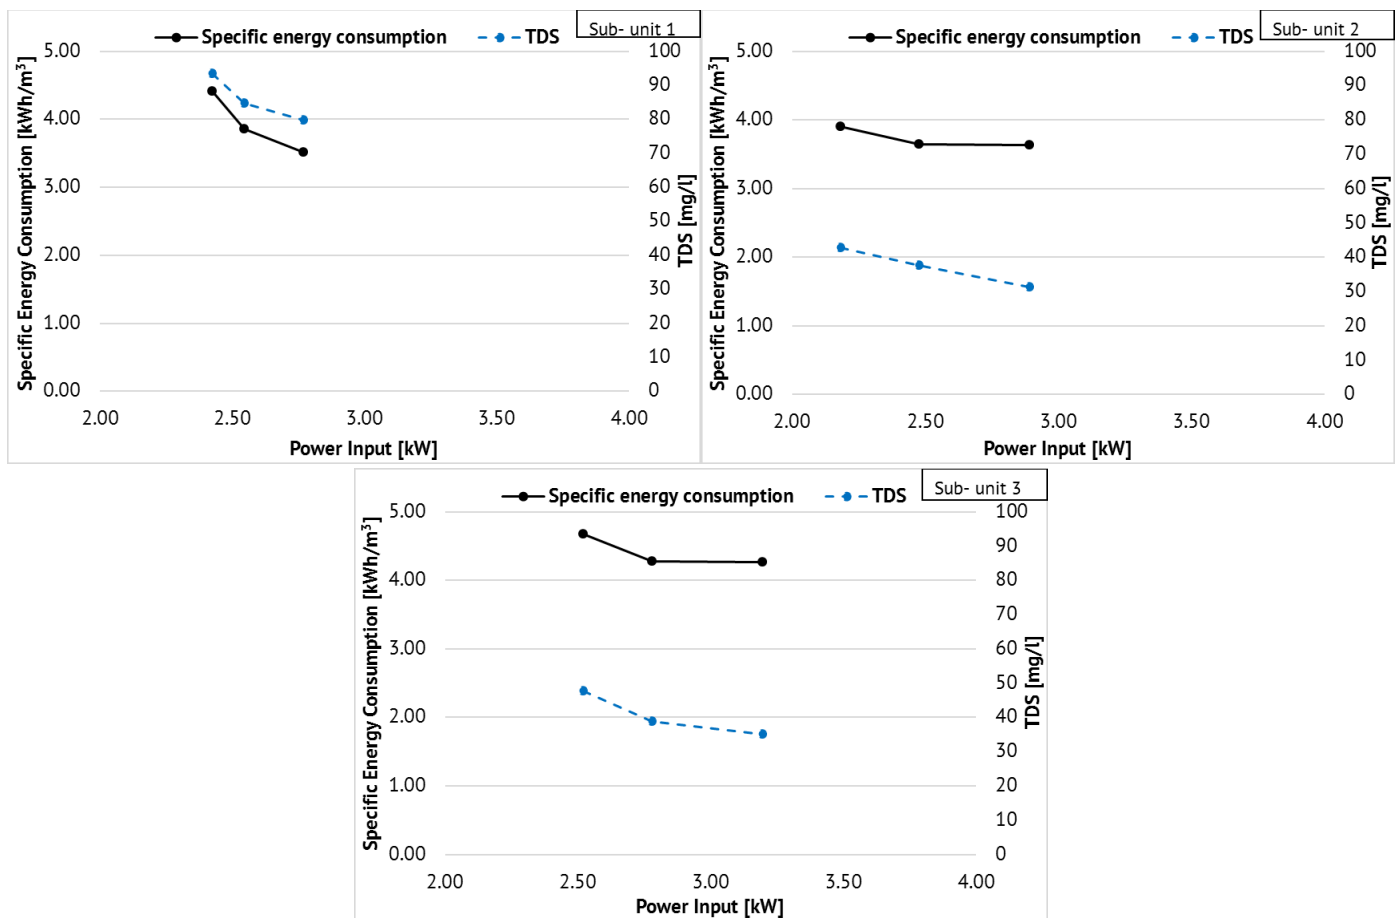 Sub- unit 1
Specific energy consumption TDS
Specific Energy Consumption [kWh/m³]
5.00
4.00
3.00
2.00
1.00
0.00
100
90
80
70
60
50
40
30
20
10
0
TDS [mg/l]
2.00 2.50 3.00 3.50 4.00
Power Input [kW]
Sub- unit 2
Specific energy consumption TDS
Specific Energy Consumption [kWh/m³]
5.00
4.00
3.00
2.00
1.00
0.00
100
90
80
70
60
50
40
30
20
10
0
TDS [mg/l]
2.00 2.50 3.00 3.50 4.00
Power Input [kW]
Sub- unit 3
Specific energy consumption TDS
Specific Energy Consumption [kWh/m³]
5.00
4.00
3.00
2.00
1.00
0.00
100
90
80
70
60
50
40
30
20
10
0
TDS [mg/l]
2.00 2.50 3.00 3.50 4.00
Power Input [kW]